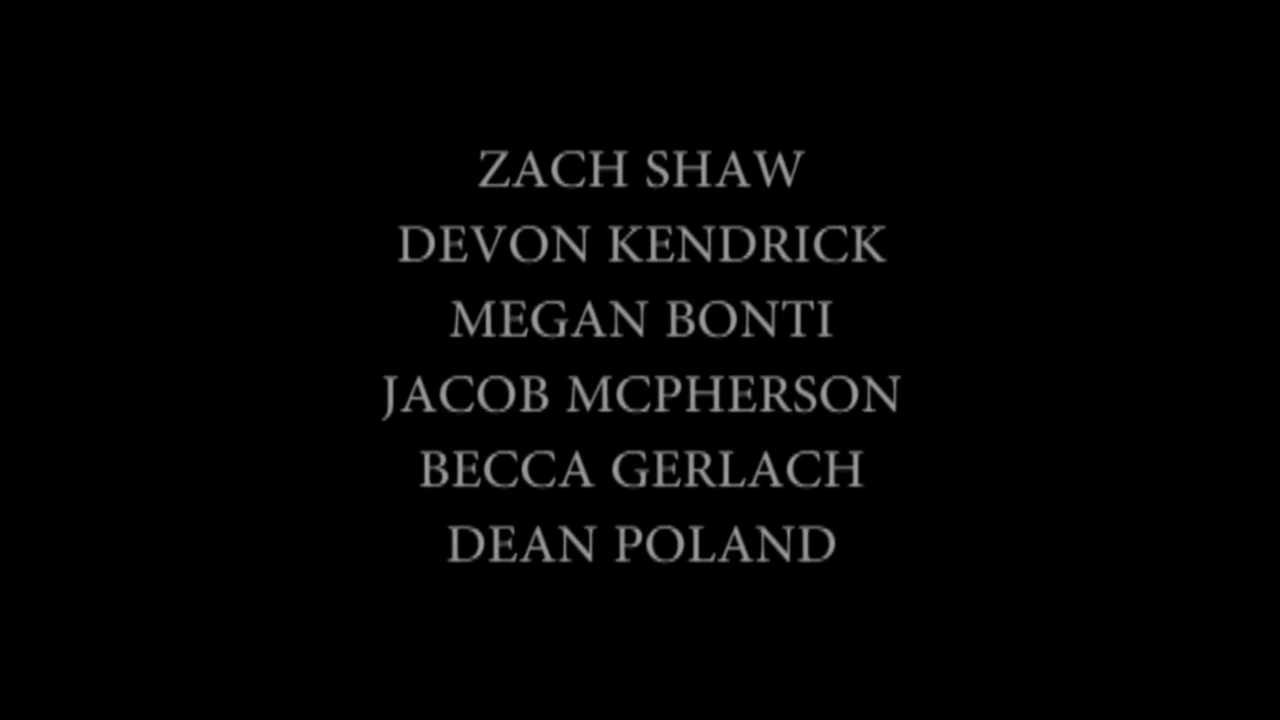 ZACH SHAW
DEVON KENDRICK
MEGAN BONTI
JACOB MCPHERSON
BECCA GERLACH
DEAN POLAND